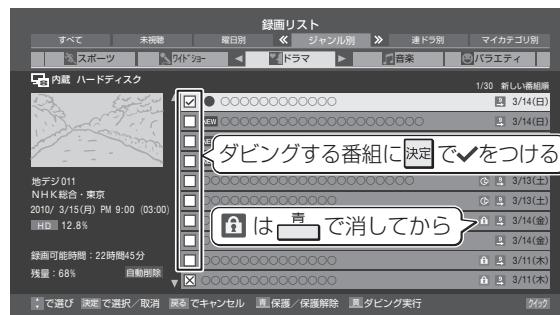 録画リスト
すべて 未視聴 曜日別 ≪ ジャンル別 ≫ 連ドラ別 マイカテゴリ別
スポーツ ワイドショー ◀ ドラマ ▶ 音楽 バラエティ
内蔵 ハードディスク
1/30 新しい番組順
● ○○○○○○○○○○○○ 3/14(日)
NEW ○○○○○○○○○○○○○○○○○○○○○ 3/14(日)
ダビングする番組に決定で✓をつける
地デジ011
○○○○○○○○○○○○○○○○○○○○ 3/13(土)
NHK総合・東京
○○○○○○○○○○○○ 3/13(土)
2010/ 3/15(月) PM 9:00 (03:00)
は青で消してから
3/14(金)
HD 12.8%
3/14(金)
録画可能時間:22時間45分
○○○○○○○○○○○○ 3/11(木)
残量:68% 自動削除
○○○○○○○○○○○○ 3/11(木)
で選び 決定 で選択/取消 戻る でキャンセル 青 保護/保護解除 黒 ダビング実行 クイック